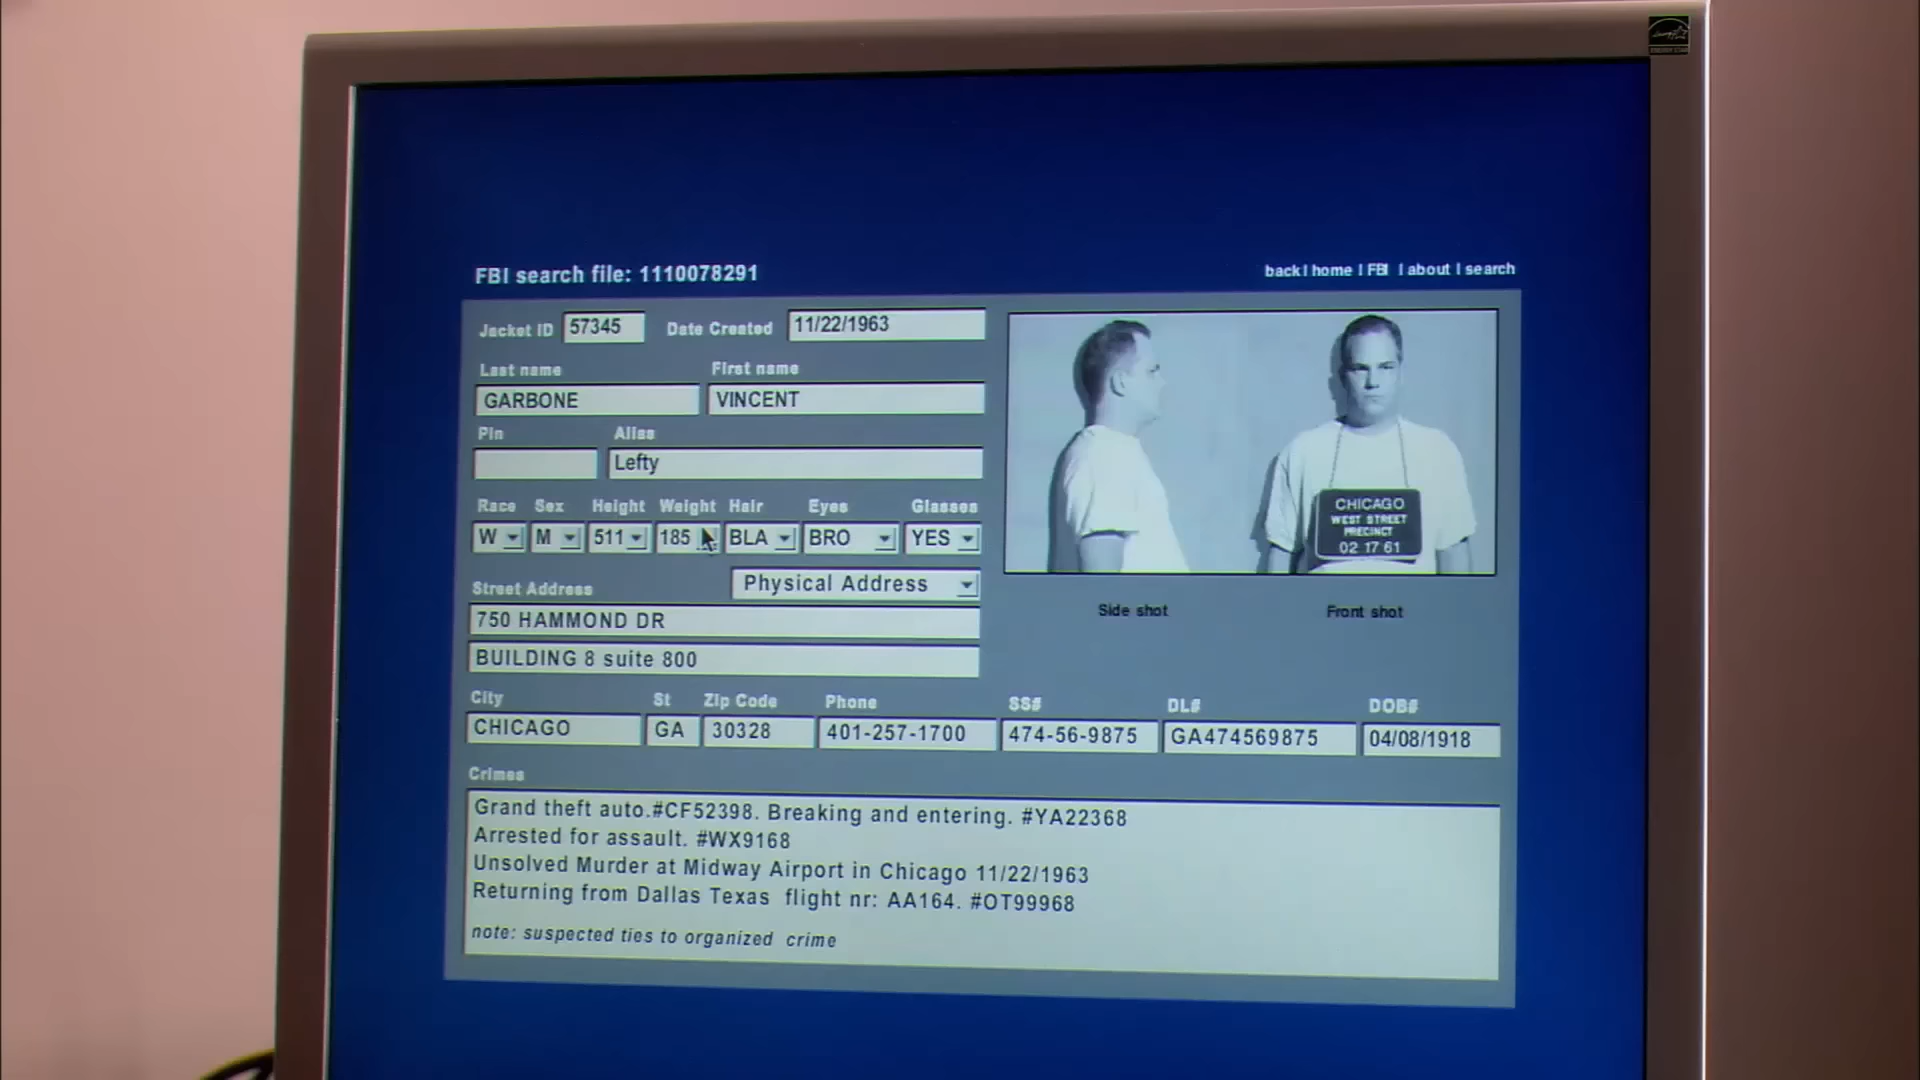 FBI search file: 1110078291
back I home I FBI I about I search
Jacket ID 57345 Date Created 11/22/1963
Last name First name
GARBONE VINCENT
Pin Alias
Lefty
Race Sex Height Weight Hair Eyes Glasses
W M 511 185 BLA BRO YES
CHICAGO
WEST STREET
PRECINCT
02 17 61
Side shot Front shot
Street Address Physical Address
750 HAMMOND DR
BUILDING 8 suite 800
City St Zip Code Phone SS# DL# DOB#
CHICAGO GA 30328 401-257-1700 474-56-9875 GA474569875 04/08/1918
Crimes
Grand theft auto.#CF52398. Breaking and entering. #YA22368
Arrested for assault. #WX9168
Unsolved Murder at Midway Airport in Chicago 11/22/1963
Returning from Dallas Texas flight nr: AA164. #OT99968
note: suspected ties to organized crime